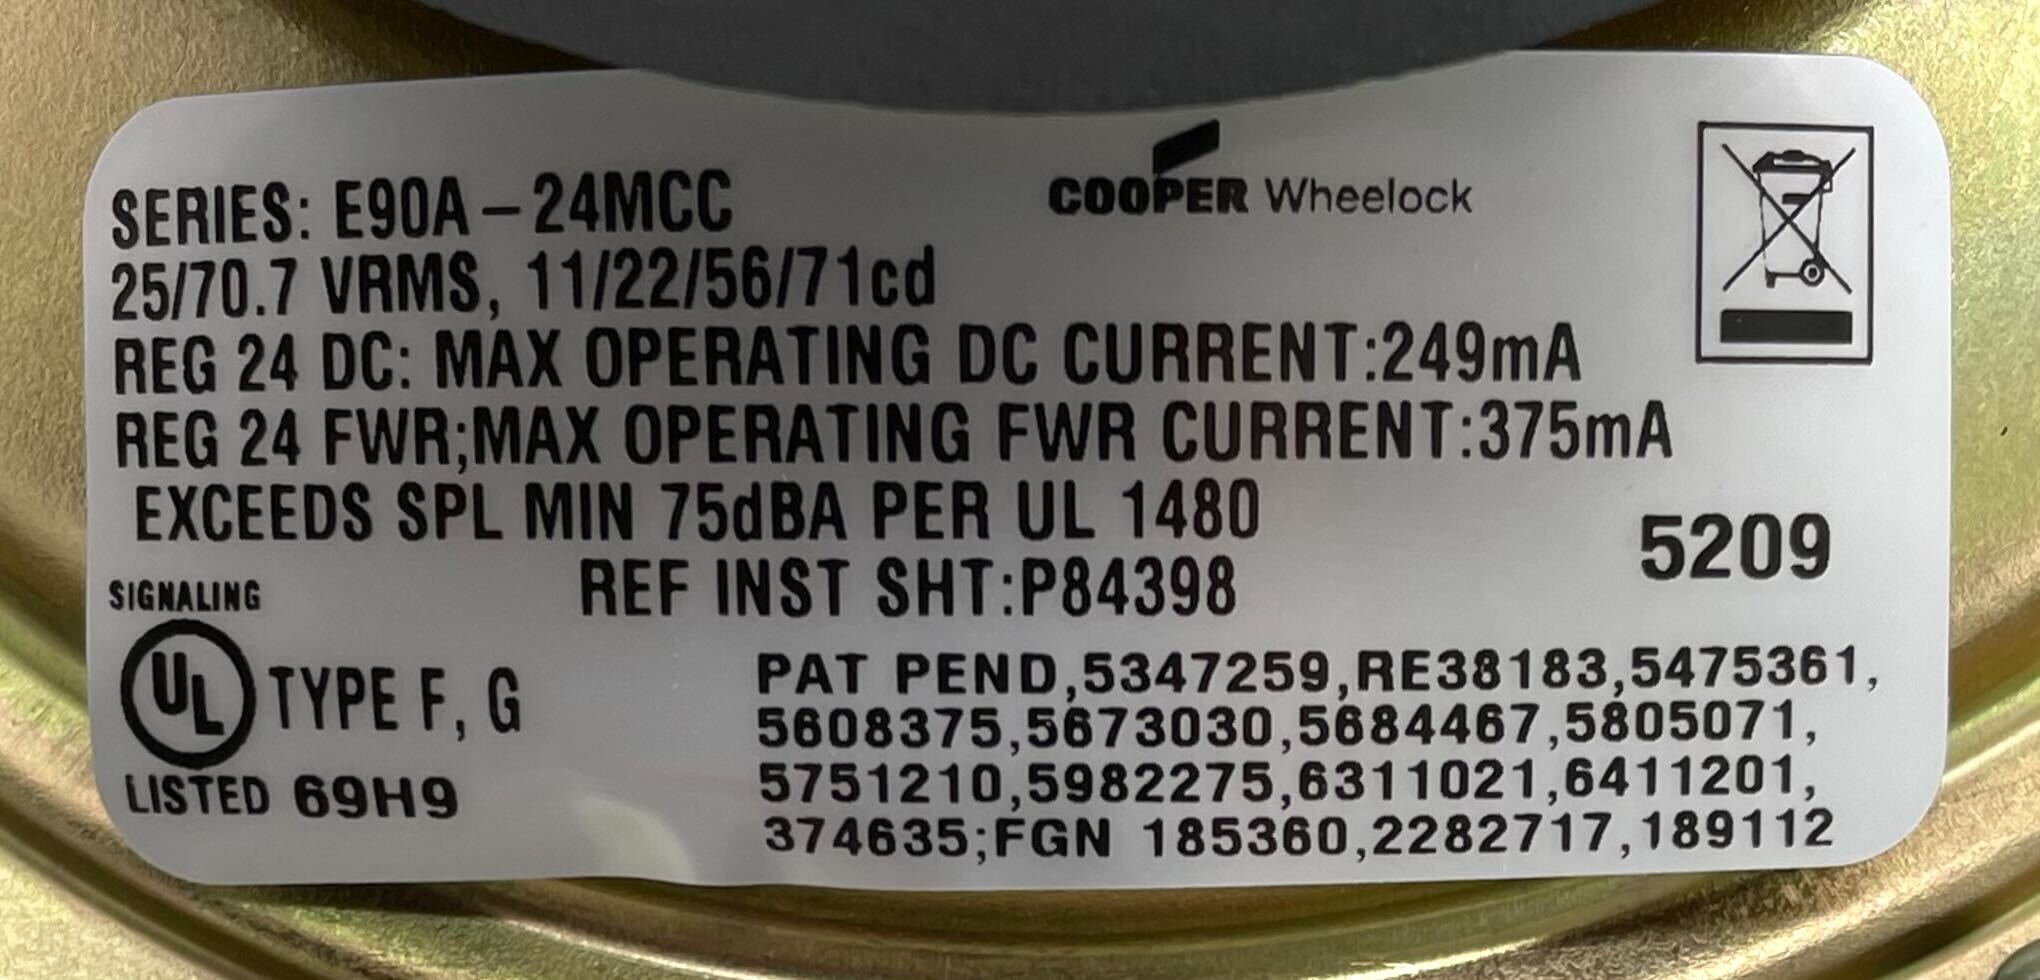 COOPER Wheelock
SERIES: E90A-24MCC
25/70.7 VRMS, 11/22/56/71cd
REG 24 DC: MAX OPERATING DC CURRENT:249mA
REG 24 FWR;MAX OPERATING FWR CURRENT:375mA
EXCEEDS SPL MIN 75dBA PER UL 1480
5209
REF INST SHT:P84398
SIGNALING
UL TYPE F, G
LISTED 69H9
PAT PEND,5347259,RE38183,5475361,
5608375,5673030,5684467,5805071,
5751210,5982275,6311021,6411201,
374635;FGN 185360,2282717,189112